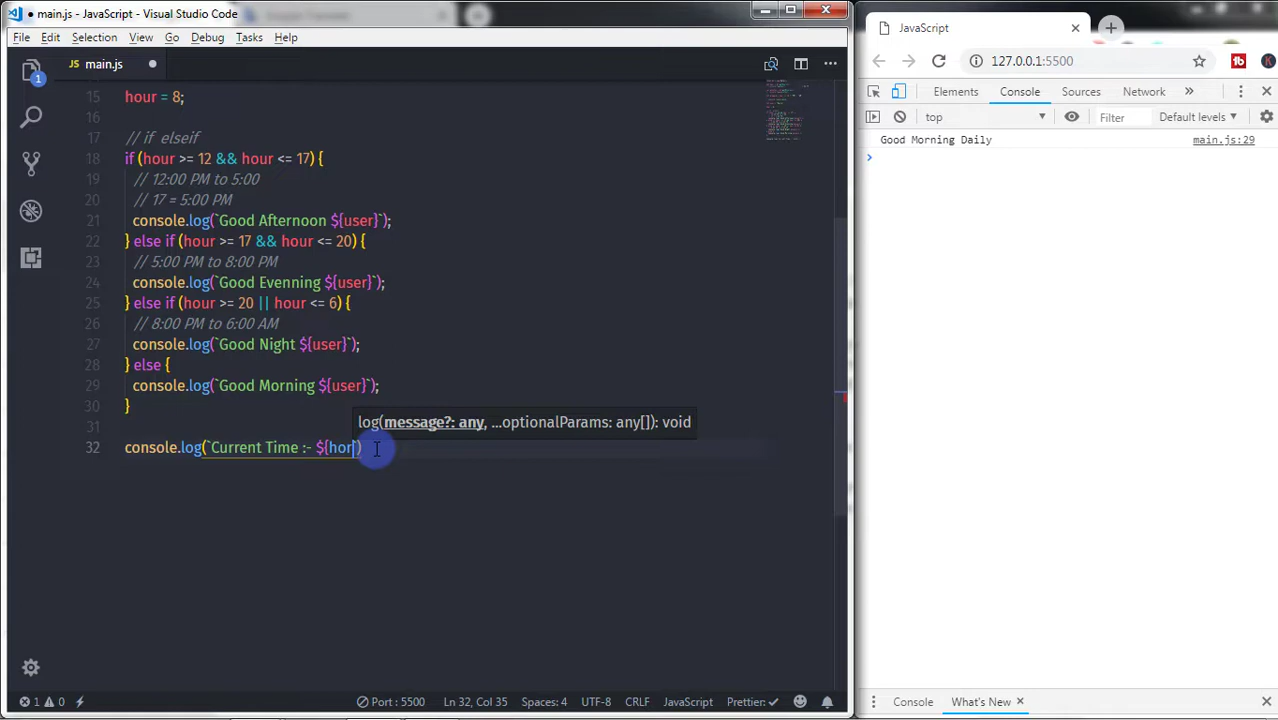 main.js - Visual Studio Code
File Edit Selection View Go Debug Tasks Help
JS main.js
1
15 hour = 8;
16
17 // if elseif
18 if (hour >= 12 && hour <= 17) {
19 // 12:00 PM to 5:00
20 // 17 = 5:00 PM
21 console.log(`Good Afternoon ${user}`);
22 } else if (hour >= 17 && hour <= 20) {
23 // 5:00 PM to 8:00 PM
24 console.log(`Good Evenning ${user}`);
25 } else if (hour >= 20 || hour <= 6) {
26 // 8:00 PM to 6:00 AM
27 console.log(`Good Night ${user}`);
28 } else {
29 console.log(`Good Morning ${user}`);
30 }
31 log(message?: any, ...optionalParams: any[]): void
32 console.log(`Current Time :- ${hor`)
1 0 Port : 5500 Ln 32, Col 35 Spaces: 4 UTF-8 CRLF JavaScript Prettier: ✓
JavaScript
127.0.0.1:5500
Elements Console Sources Network »
top Filter Default levels
Good Morning Daily main.js:29
Console What's New